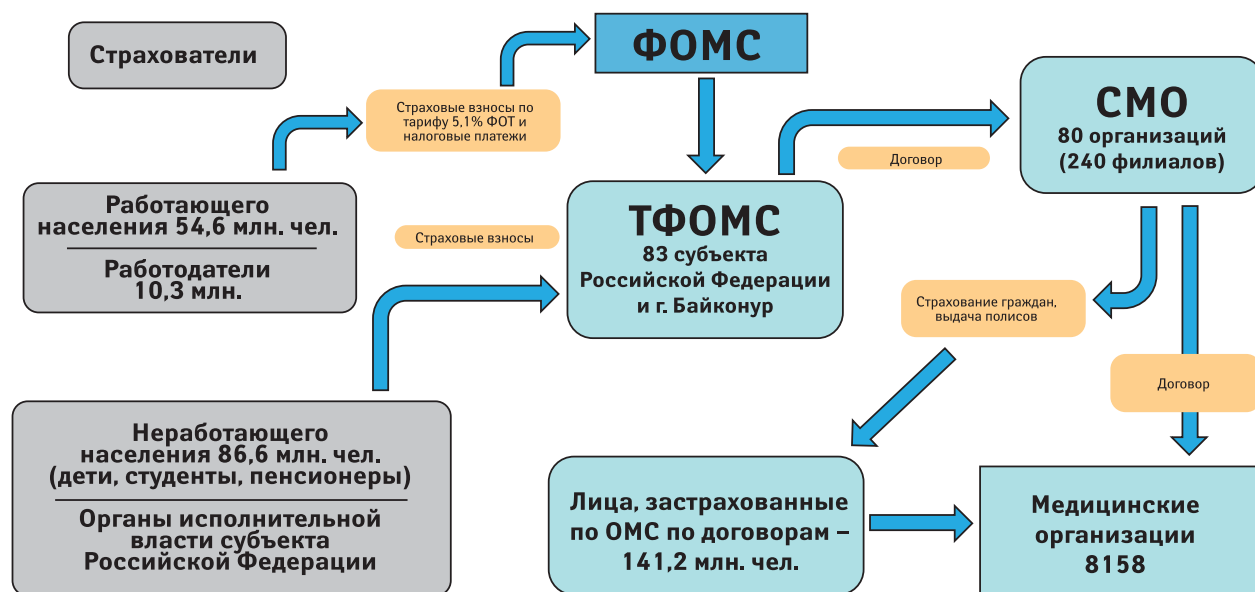 Страхователи
ФОМС
Страховые взносы по
тарифу 5,1% ФОТ и
налоговые платежи
СМО
80 организаций
(240 филиалов)
Договор
Работающего
населения 54,6 млн. чел.
Работодатели
10,3 млн.
Страховые взносы
ТФОМС
83 субъекта
Российской Федерации
и г. Байконур
Страхование граждан,
выдача полисов
Договор
Неработающего
населения 86,6 млн. чел.
(дети, студенты, пенсионеры)
Органы исполнительной
власти субъекта
Российской Федерации
Лица, застрахованные
по ОМС по договорам –
141,2 млн. чел.
Медицинские
организации
8158